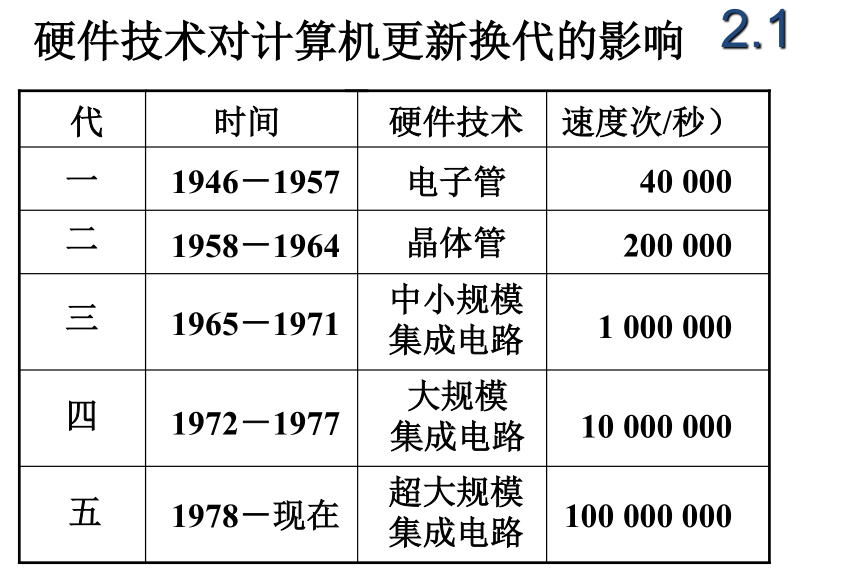 硬件技术对计算机更新换代的影响 2.1
代 时间 硬件技术 速度次/秒）
一 1946－1957 电子管 40 000
二 1958－1964 晶体管 200 000
三 1965－1971 中小规模
集成电路 1 000 000
四 1972－1977 大规模
集成电路 10 000 000
五 1978－现在 超大规模
集成电路 100 000 000